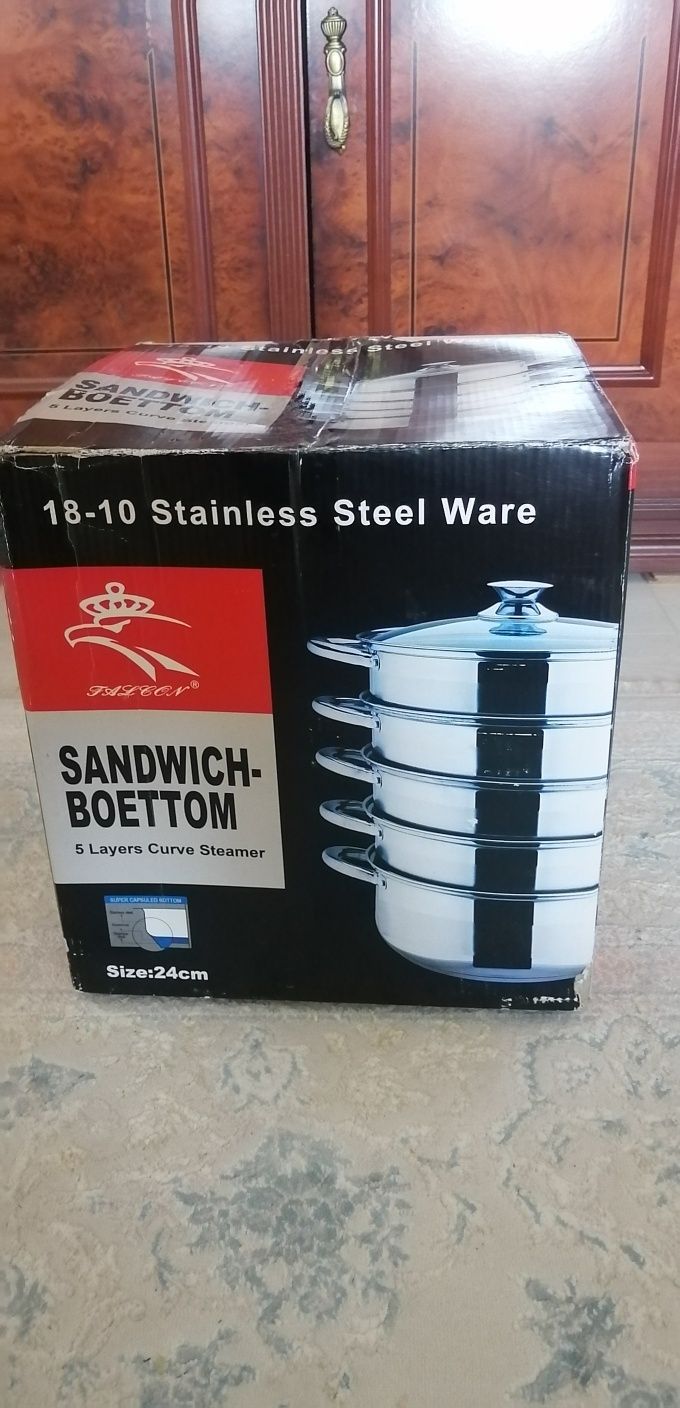 Stainless Steel Ware
SANDWICH-
BOETTOM
5 Layers Curve
18-10 Stainless Steel Ware
FALCON®
SANDWICH-
BOETTOM
5 Layers Curve Steamer
SUPER CAPSULED BOTTOM
Size:24cm